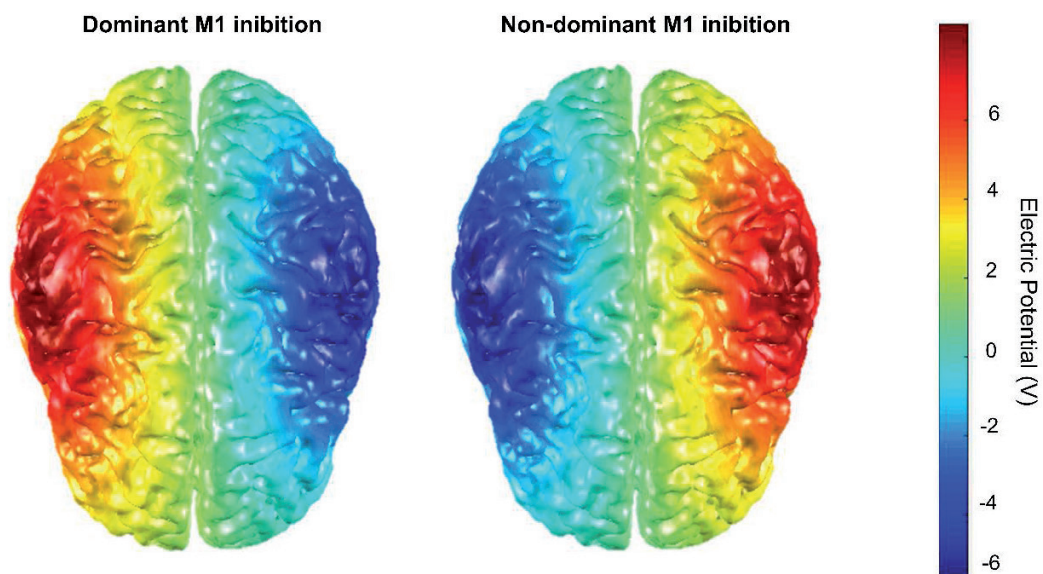 Dominant M1 inibition
Non-dominant M1 inibition
6
4
2
0
-2
-4
-6
Electric Potential (V)